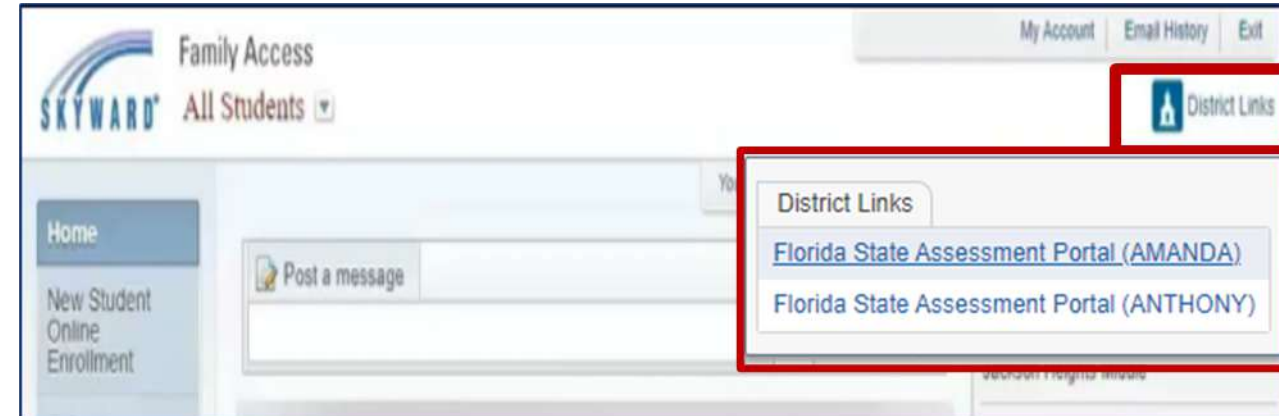 My Account Email History Exit
SKYWARD
Family Access
All Students
District Links
District Links
Home
Florida State Assessment Portal (AMANDA)
Post a message
Florida State Assessment Portal (ANTHONY)
New Student
Online
Enrollment